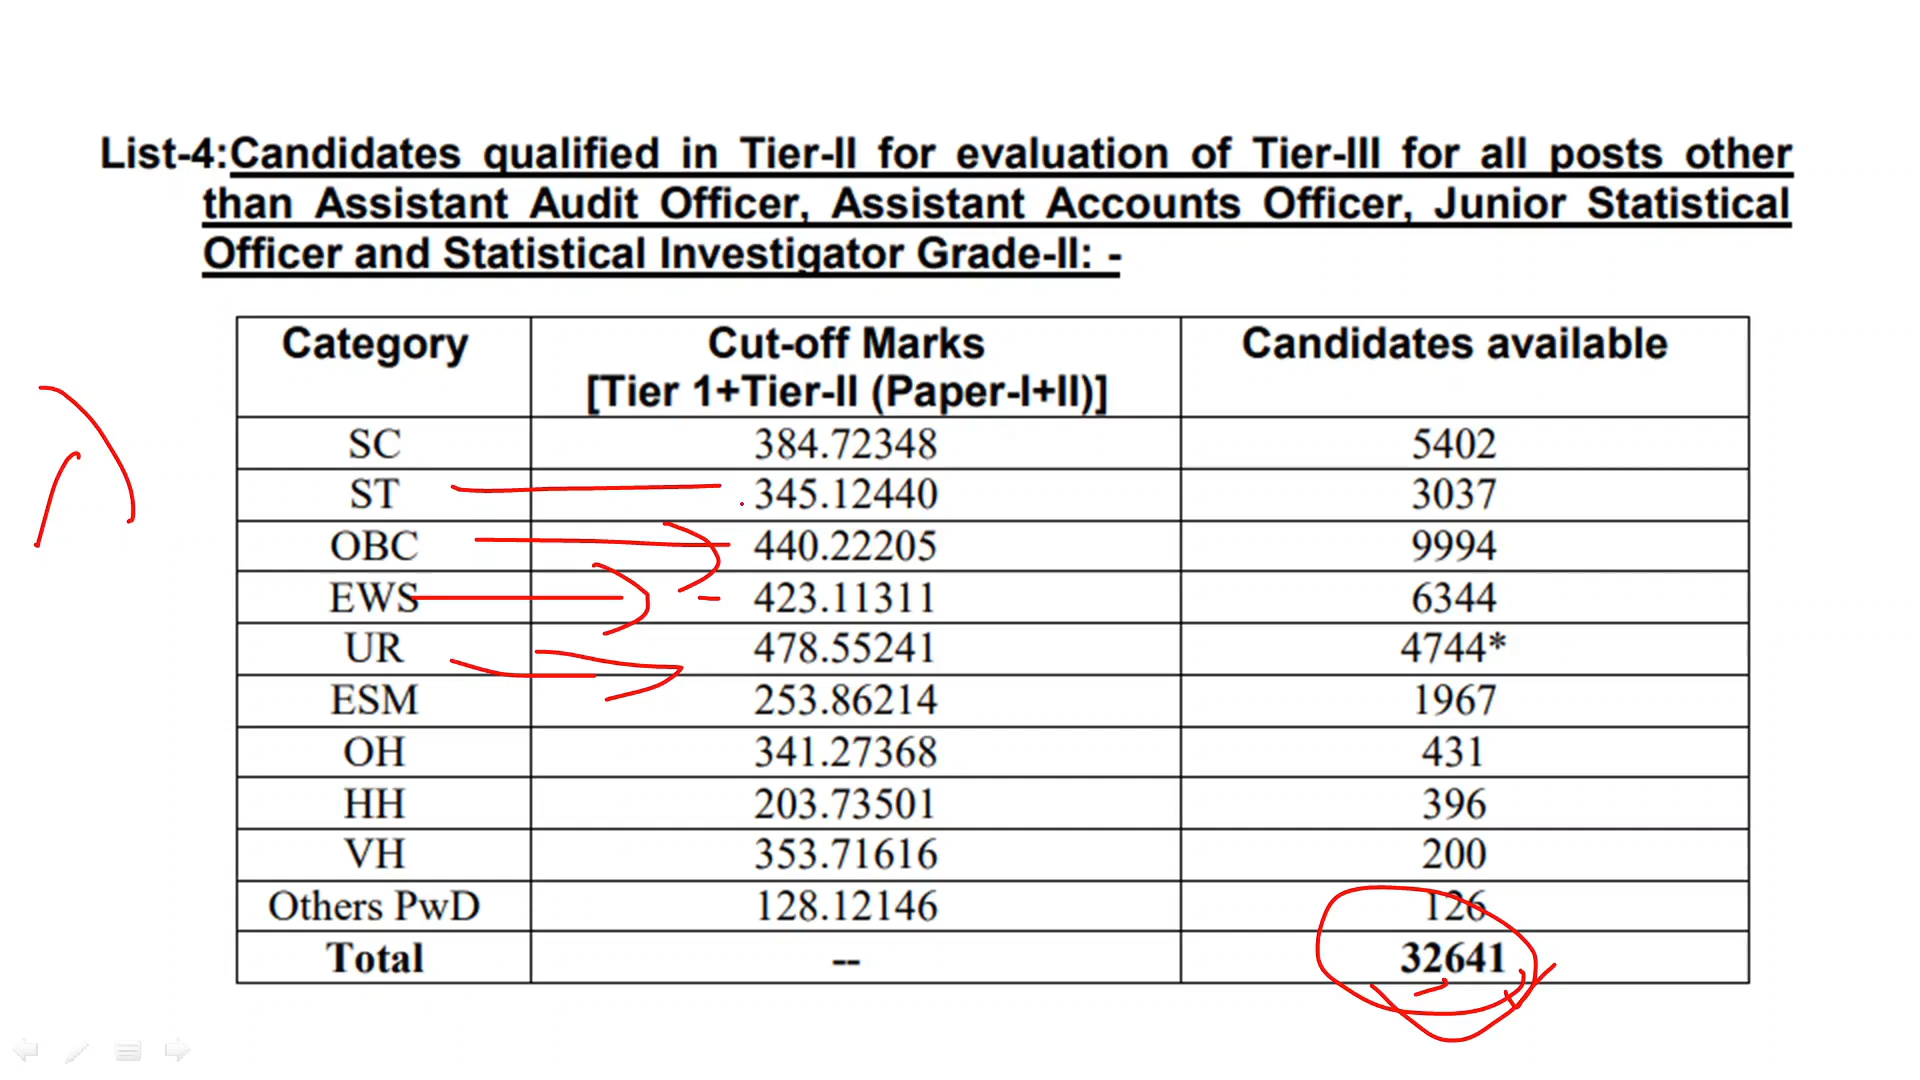 List-4:Candidates qualified in Tier-II for evaluation of Tier-III for all posts other
than Assistant Audit Officer, Assistant Accounts Officer, Junior Statistical
Officer and Statistical Investigator Grade-II: -
Category Cut-off Marks Candidates available
[Tier 1+Tier-II (Paper-I+II)]
SC 384.72348 5402
ST 345.12440 3037
OBC 440.22205 9994
EWS 423.11311 6344
UR 478.55241 4744*
ESM 253.86214 1967
OH 341.27368 431
HH 203.73501 396
VH 353.71616 200
Others PwD 128.12146 126
Total -- 32641